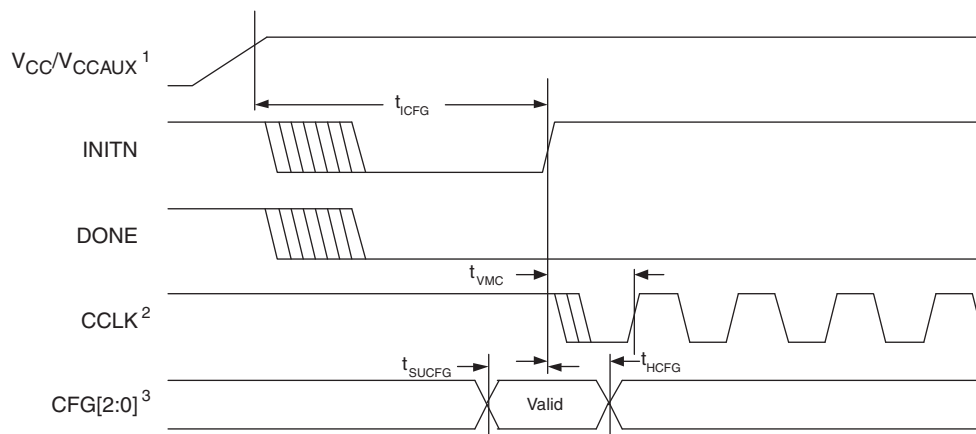 VCC/VCCAUX 1
tICFG
INITN
DONE
tVMC
CCLK 2
tSUCFG
tHCFG
CFG[2:0] 3
Valid